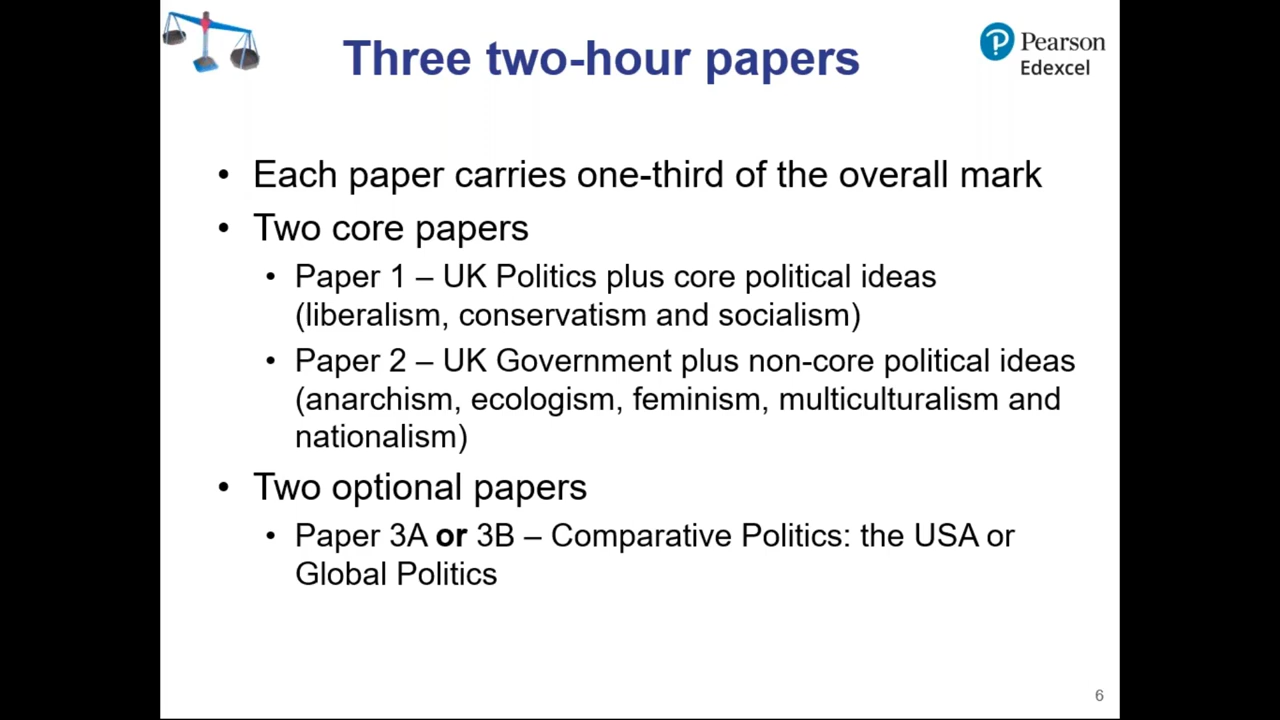 Three two-hour papers
Pearson
Edexcel
• Each paper carries one-third of the overall mark
• Two core papers
• Paper 1 – UK Politics plus core political ideas
(liberalism, conservatism and socialism)
• Paper 2 – UK Government plus non-core political ideas
(anarchism, ecologism, feminism, multiculturalism and
nationalism)
• Two optional papers
• Paper 3A or 3B – Comparative Politics: the USA or
Global Politics
6